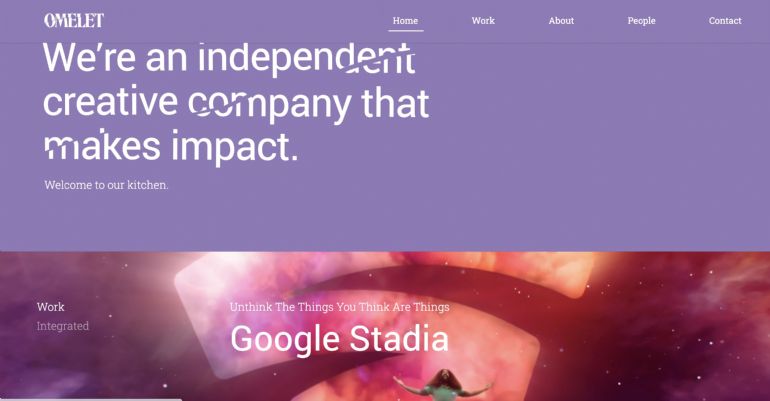 OMELET
Home Work About People Contact
We're an independent
creative company that
makes impact.
Welcome to our kitchen.
Work
Integrated
Unthink The Things You Think Are Things
Google Stadia